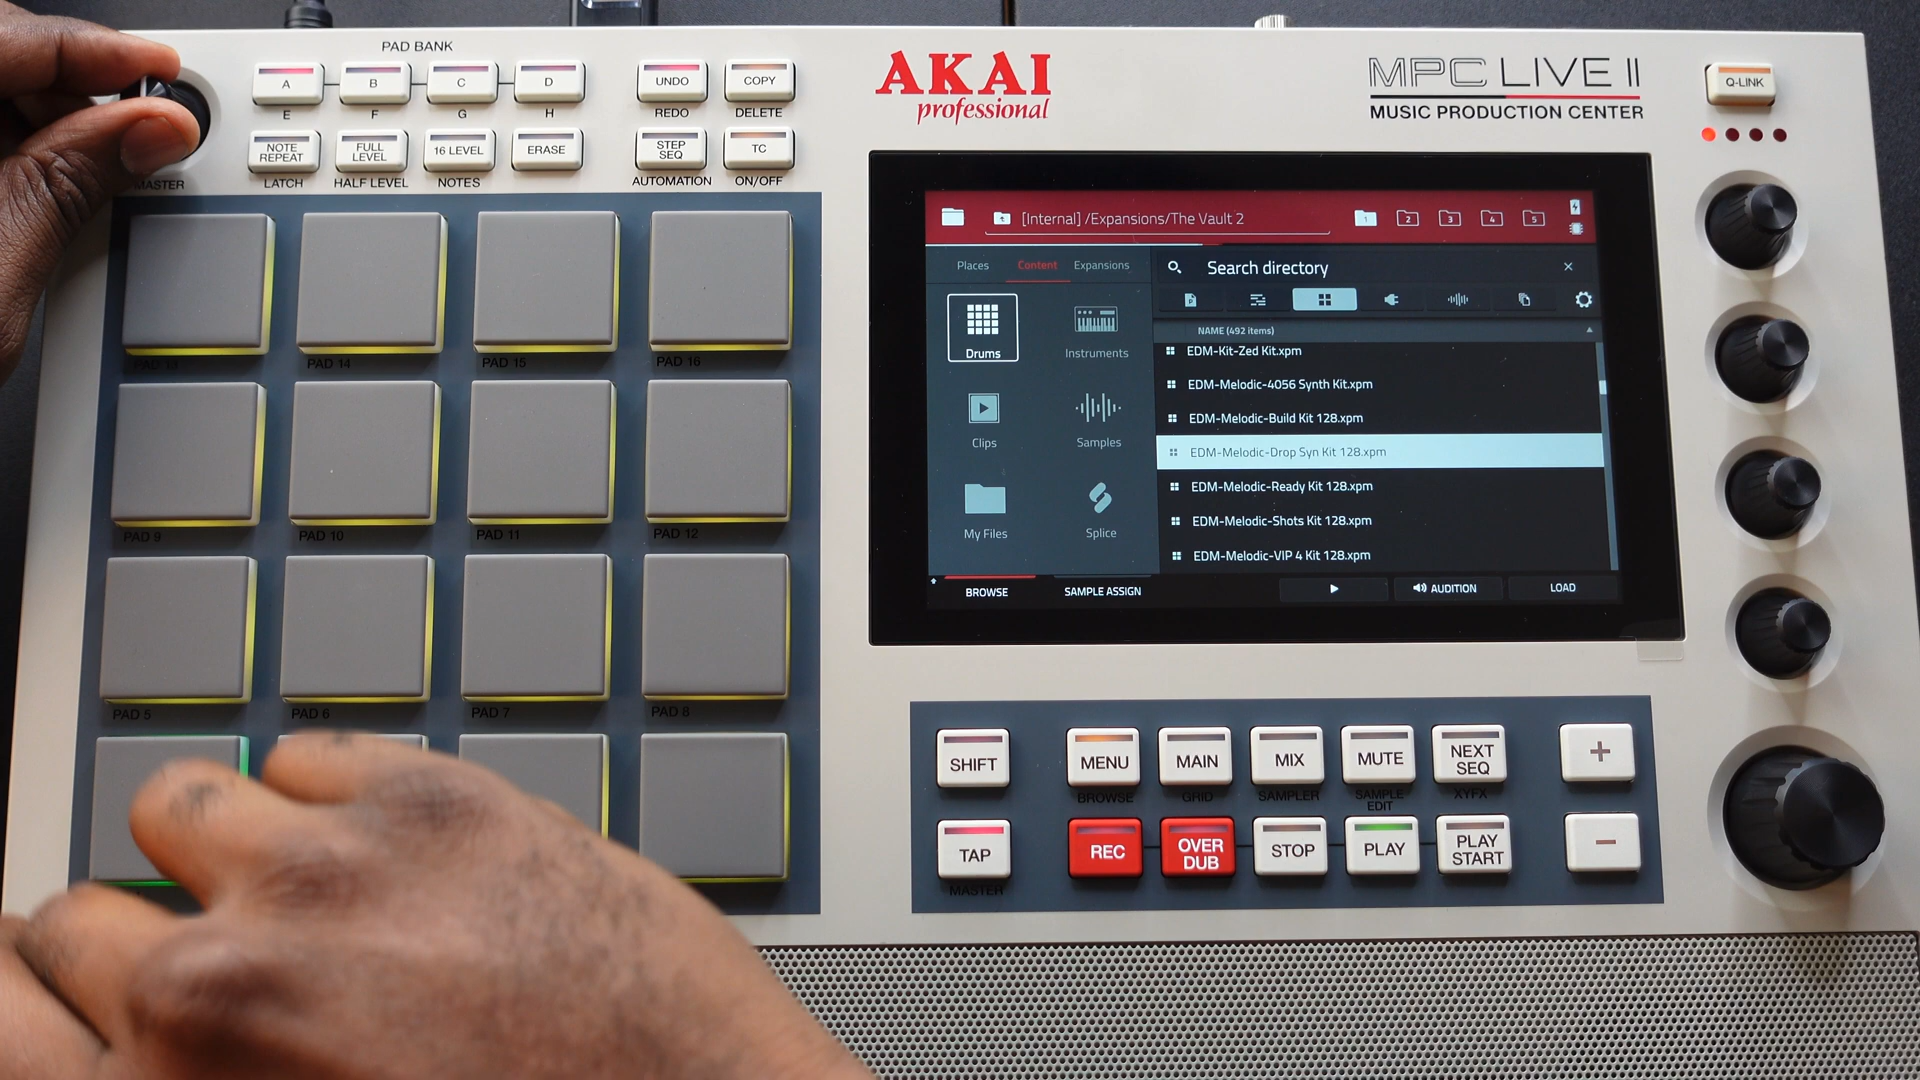 PAD BANK
A
B
C
D
E
F
G
H
UNDO
COPY
REDO
DELETE
NOTE
REPEAT
FULL
LEVEL
16 LEVEL
ERASE
STEP
SEQ
TC
MASTER
LATCH
HALF LEVEL
NOTES
AUTOMATION
ON/OFF
AKAI
professional
MPC LIVE II
MUSIC PRODUCTION CENTER
Q-LINK
[Internal] /Expansions/The Vault 2
1
2
3
4
5
Places
Content
Expansions
Search directory
NAME (492 items)
Drums
Instruments
Clips
Samples
My Files
Splice
EDM-Kit-Zed Kit.xpm
EDM-Melodic-4056 Synth Kit.xpm
EDM-Melodic-Build Kit 128.xpm
EDM-Melodic-Drop Syn Kit 128.xpm
EDM-Melodic-Ready Kit 128.xpm
EDM-Melodic-Shots Kit 128.xpm
EDM-Melodic-VIP 4 Kit 128.xpm
BROWSE
SAMPLE ASSIGN
AUDITION
LOAD
PAD 13
PAD 14
PAD 15
PAD 16
PAD 9
PAD 10
PAD 11
PAD 12
PAD 5
PAD 6
PAD 7
PAD 8
SHIFT
MENU
MAIN
MIX
MUTE
NEXT
SEQ
+
BROWSE
GRID
SAMPLER
SAMPLE
EDIT
XYFX
TAP
REC
OVER
DUB
STOP
PLAY
PLAY
START
−
MASTER